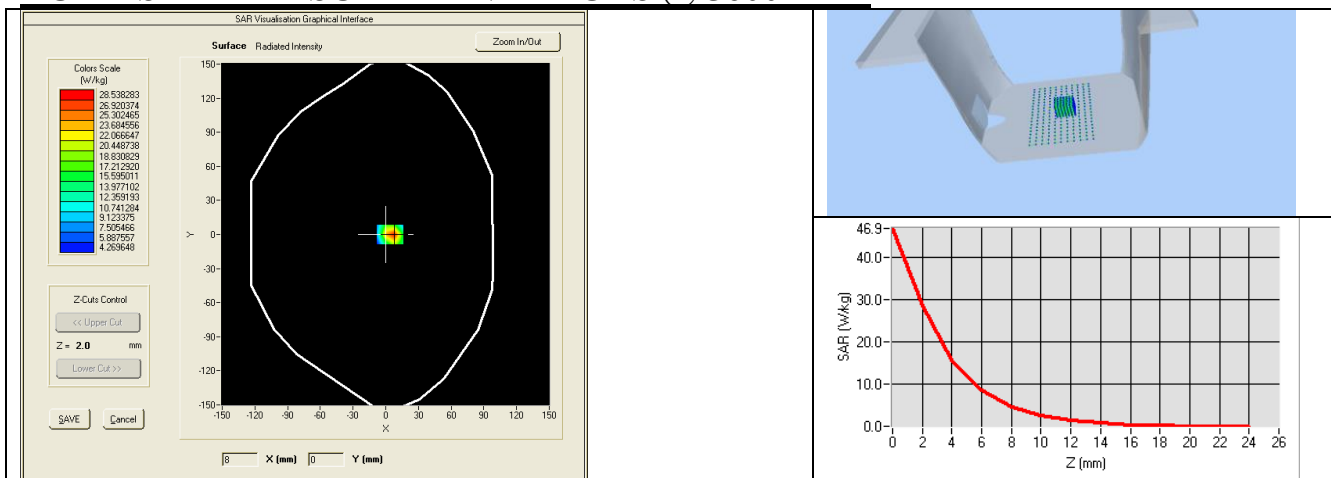 SAR Visualisation Graphical Interface
Surface Radiated Intensity
Zoom In/Out
Colors Scale
(W/kg)
28.538283
26.920374
25.302465
23.684556
22.066647
20.448738
18.830829
17.212920
15.595011
13.977102
12.359193
10.741284
9.123375
7.505466
5.887557
4.269648
Z-Cuts Control
<< Upper Cut
Z = 2.0 mm
Lower Cut >>
SAVE Cancel
150-
120-
90-
60-
30-
0-
-30-
-60-
-90-
-120-
-150-
Y
-150 -120 -90 -60 -30 0 30 60 90 120 150
X
8 X (mm) 0 Y (mm)
46.9-
40.0-
30.0-
20.0-
10.0-
0.0-
SAR (W/kg)
0 2 4 6 8 10 12 14 16 18 20 22 24 26
Z (mm)